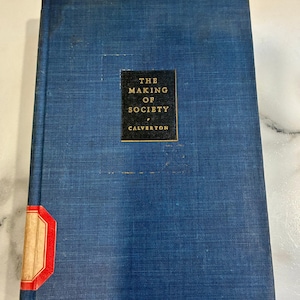 THE
MAKING
OF
SOCIETY
CALVERTON